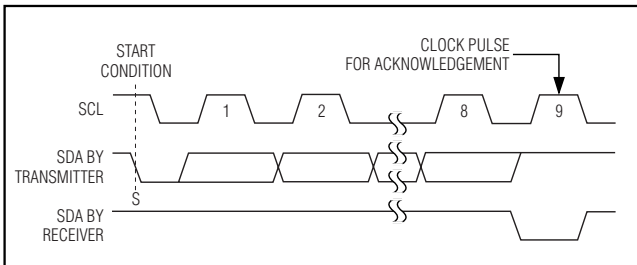 START
CONDITION
CLOCK PULSE
FOR ACKNOWLEDGEMENT
SCL
1
2
8
9
SDA BY
TRANSMITTER
S
SDA BY
RECEIVER